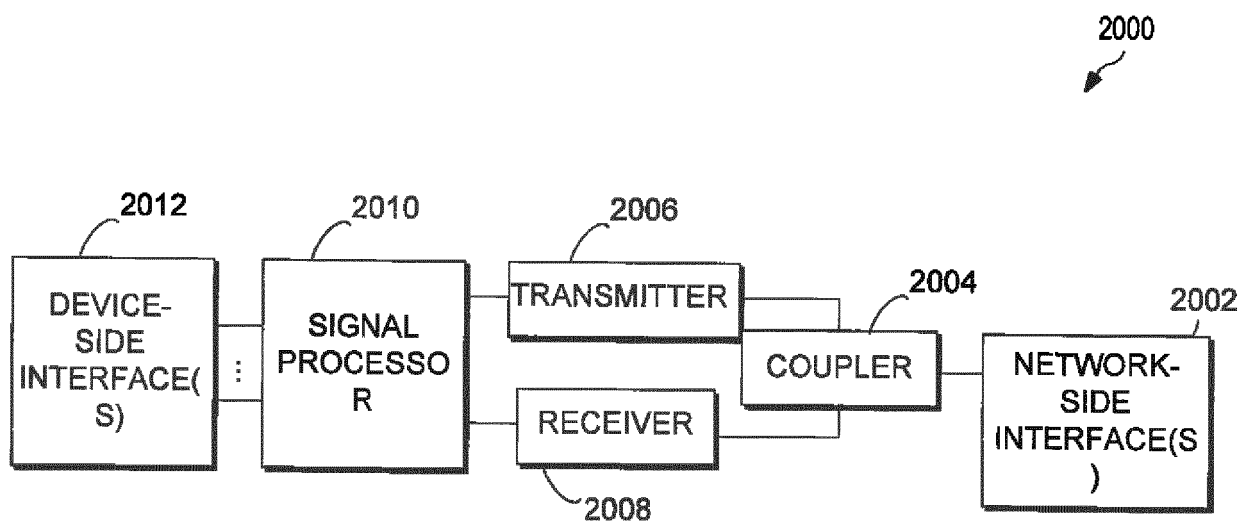 2000
2012
DEVICE-
SIDE
INTERFACE(
S)
2010
SIGNAL
PROCESSO
R
2006
TRANSMITTER
RECEIVER
2008
2004
COUPLER
2002
NETWORK-
SIDE
INTERFACE(S
)